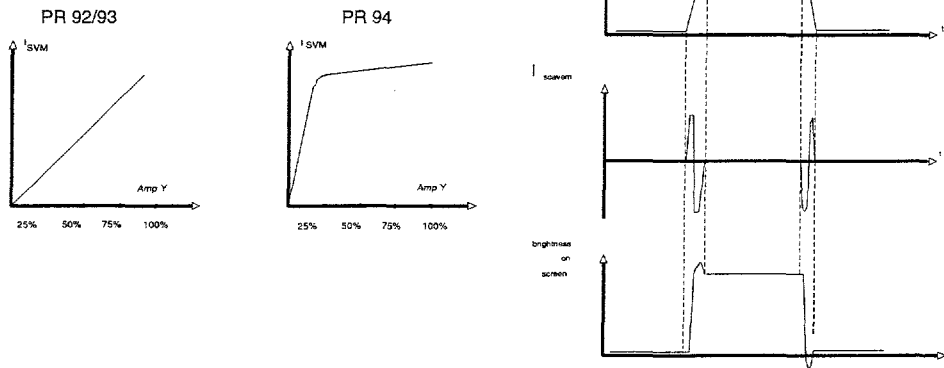 PR 92/93
I SVM
Amp Y
25% 50% 75% 100%
PR 94
I SVM
Amp Y
25% 50% 75% 100%
t
I scavem
t
brightness
on
screen